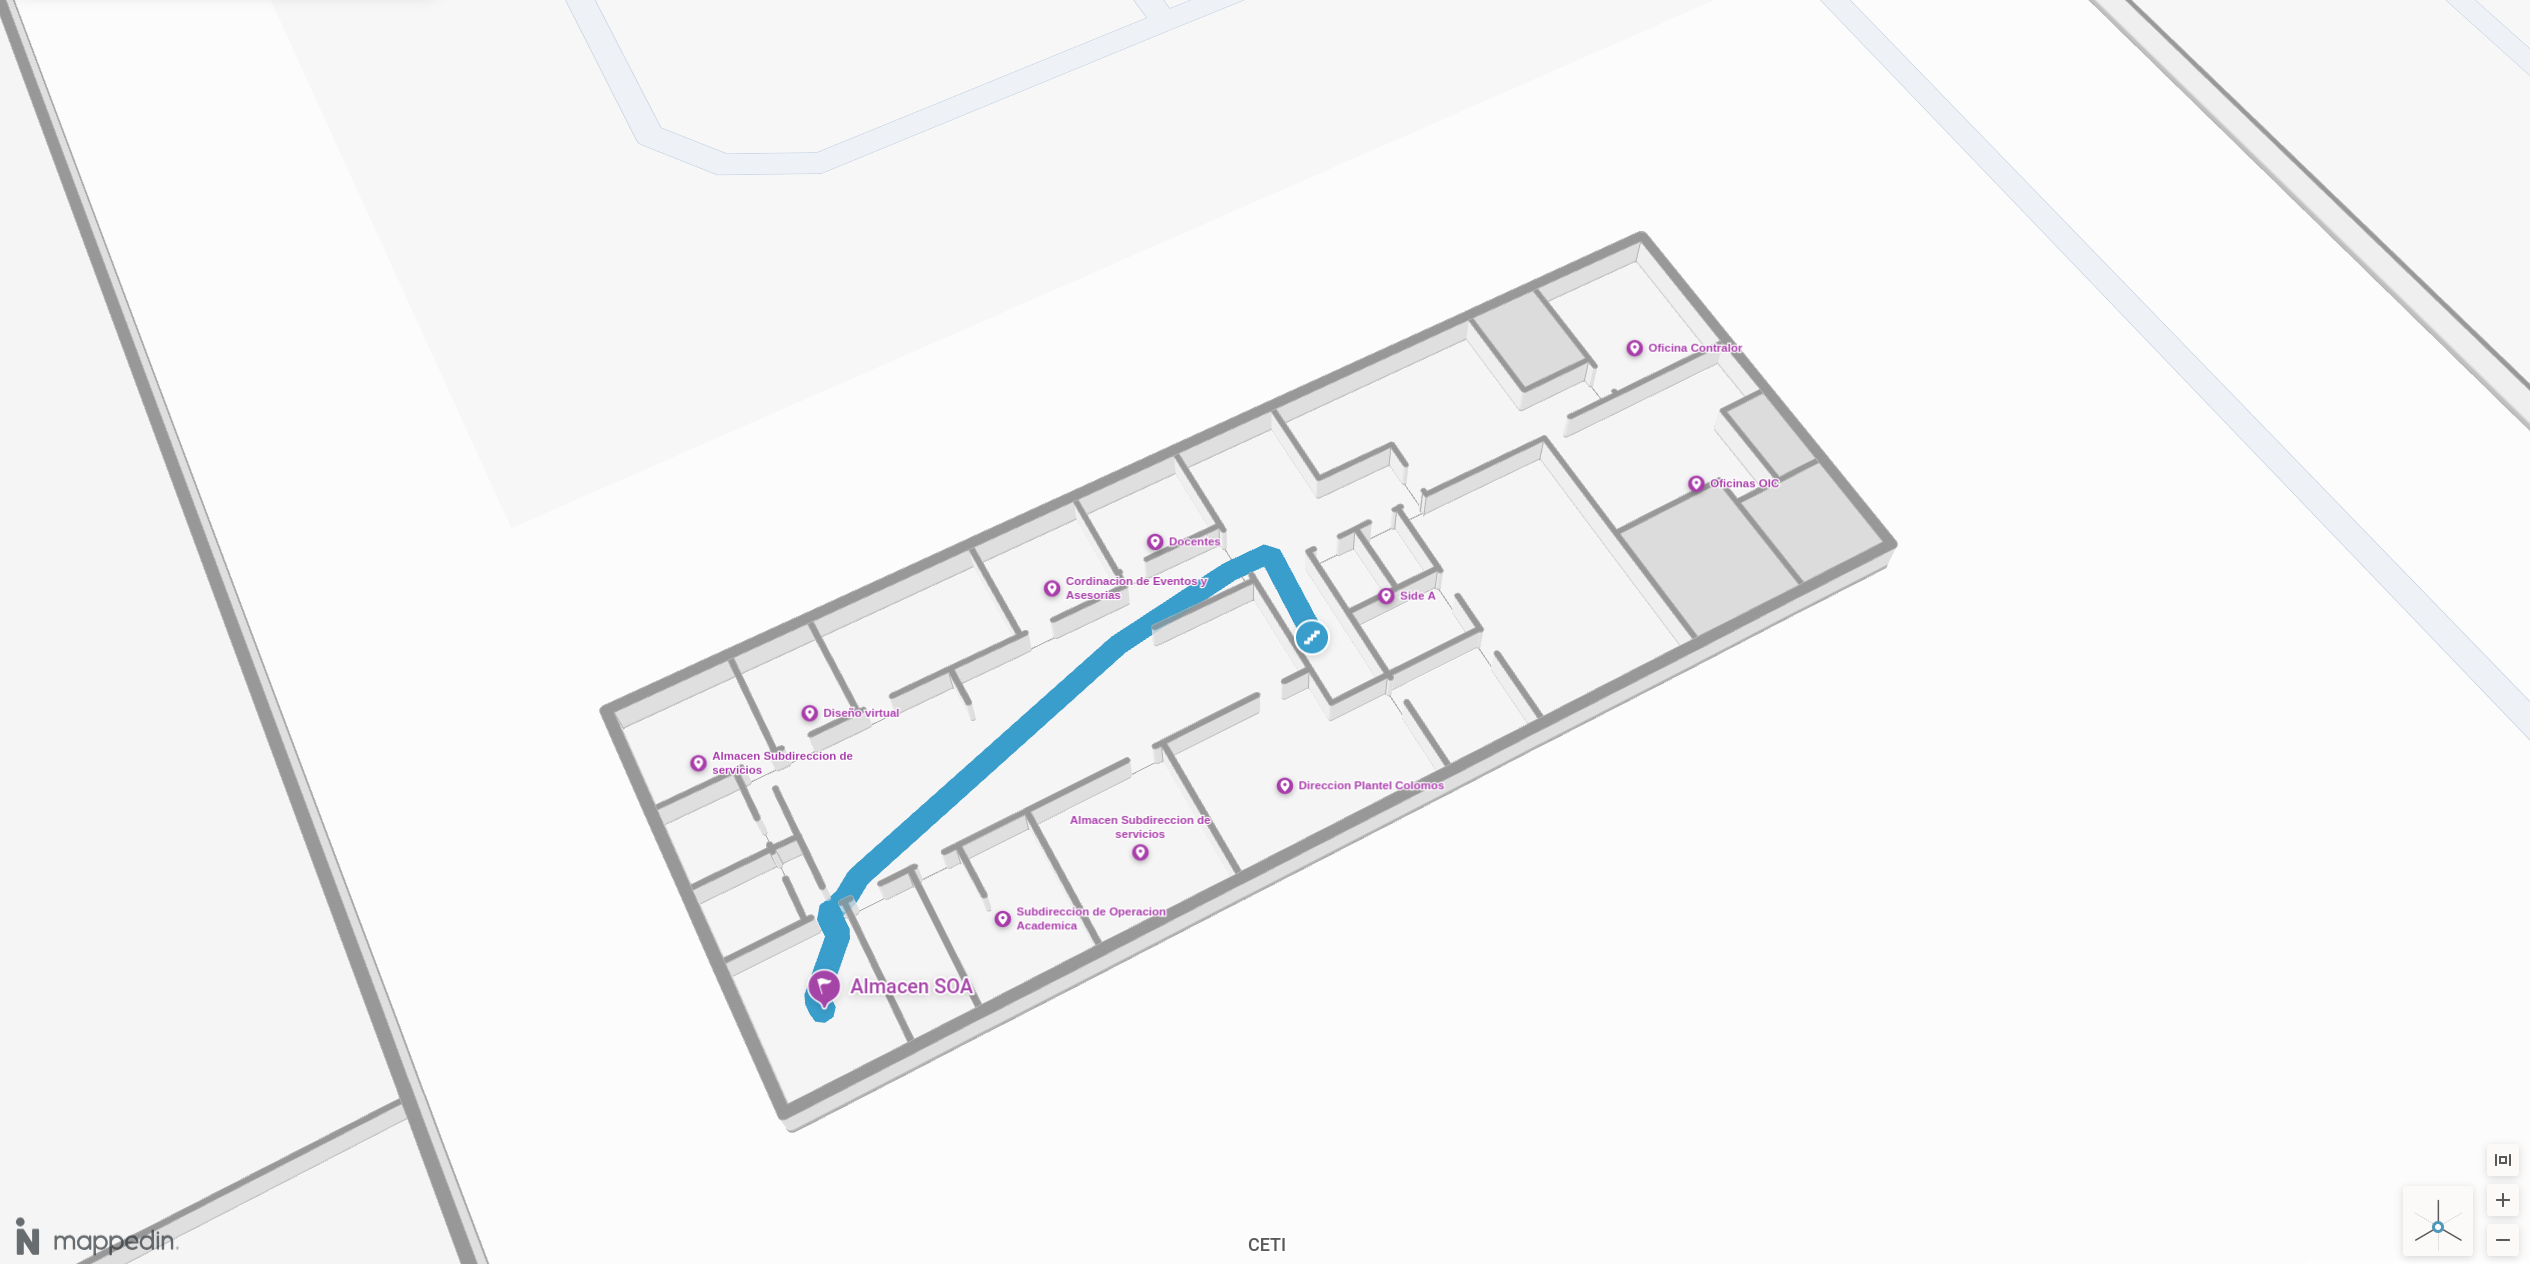 Oficina Contralor
Oficinas OIC
Docentes
Cordinacion de Eventos y
Asesorias
Side A
Diseño virtual
Almacen Subdireccion de
servicios
Direccion Plantel Colomos
Almacen Subdireccion de
servicios
Subdireccion de Operacion
Academica
Almacen SOA
mappedin.
CETI